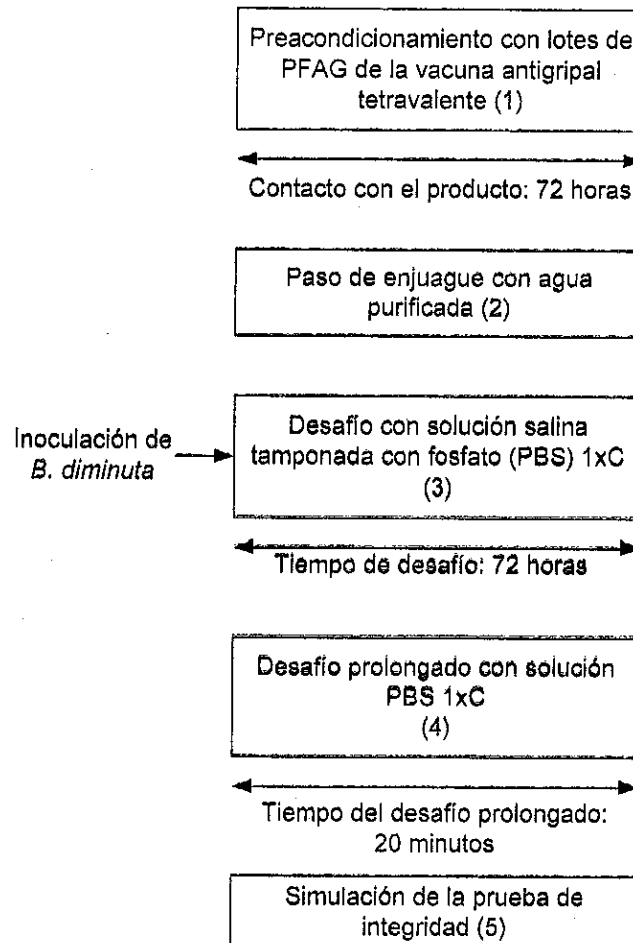 Preacondicionamiento con lotes de
PFAG de la vacuna antigripal
tetravalente (1)
Contacto con el producto: 72 horas
Paso de enjuague con agua
purificada (2)
Inoculación de
B. diminuta
Desafío con solución salina
tamponada con fosfato (PBS) 1xC
(3)
Tiempo de desafío: 72 horas
Desafío prolongado con solución
PBS 1xC
(4)
Tiempo del desafío prolongado:
20 minutos
Simulación de la prueba de
integridad (5)